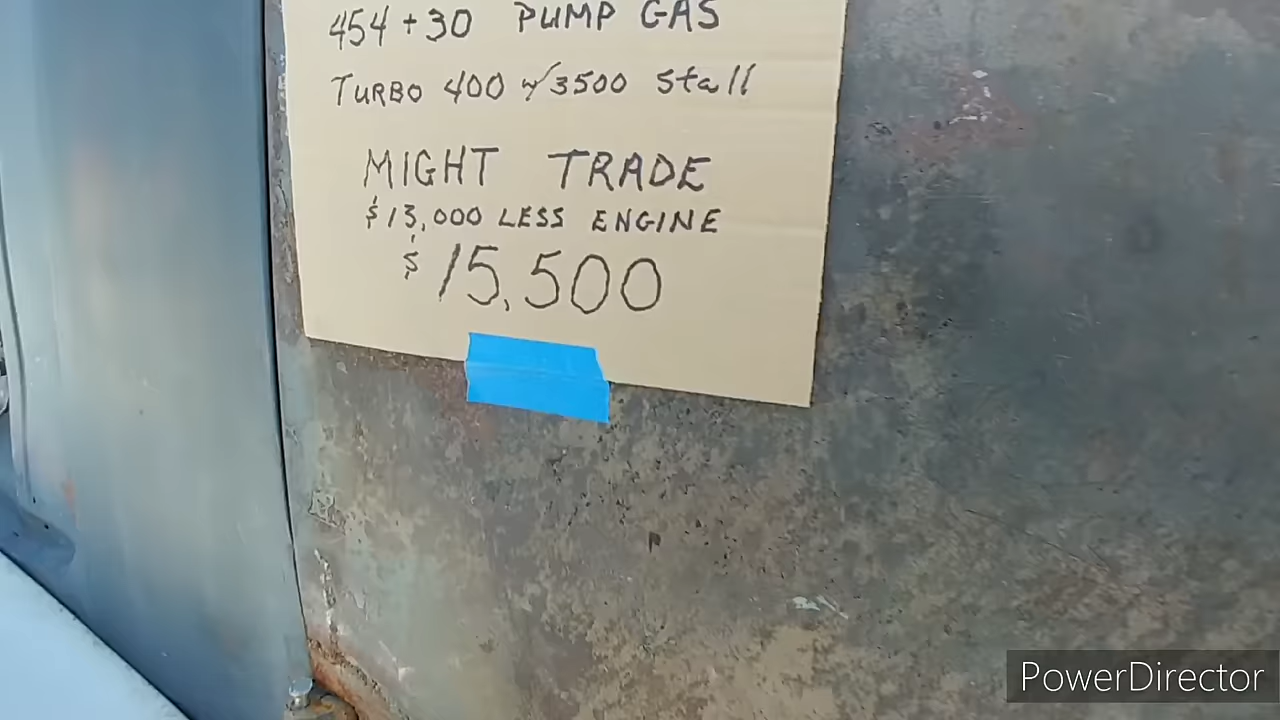 454 + 30 PUMP GAS
TURBO 400 w/3500 Stall
MIGHT TRADE
$13,000 LESS ENGINE
$15,500
PowerDirector